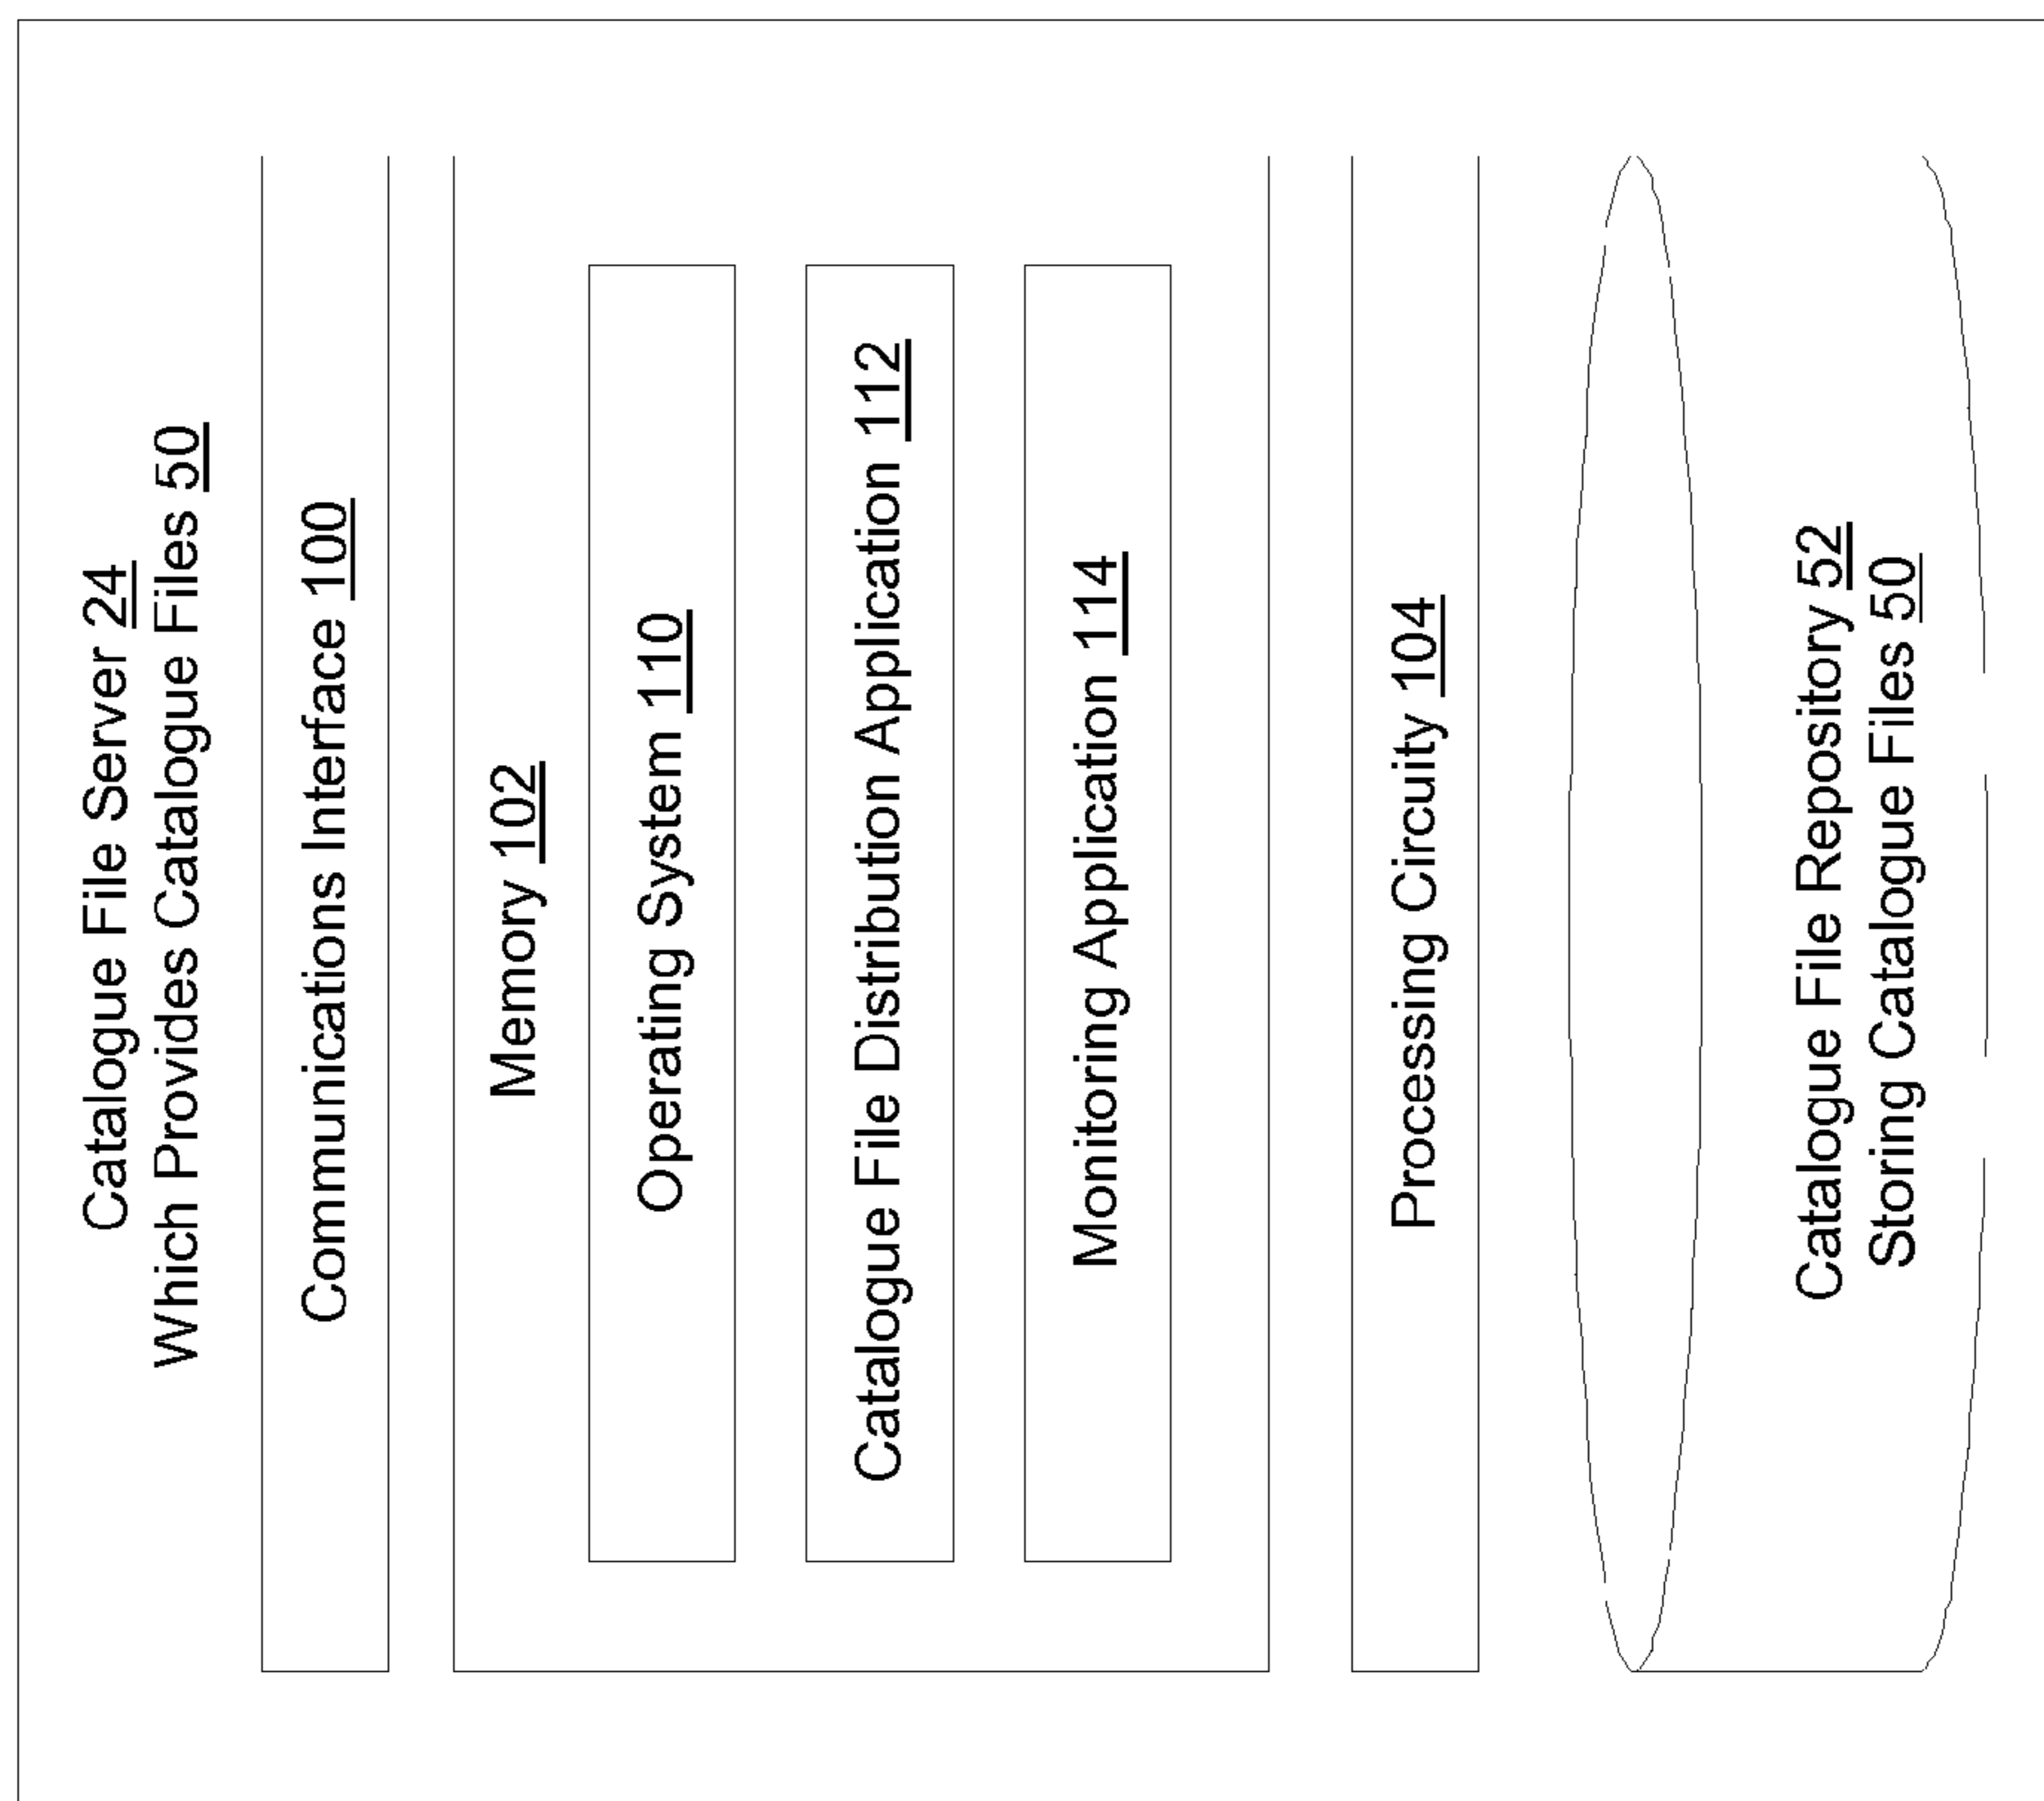 Catalogue File Server 24
Which Provides Catalogue Files 50
Communications Interface 100
Memory 102
Operating System 110
Catalogue File Distribution Application 112
Monitoring Application 114
Processing Circuity 104
Catalogue File Repository 52
Storing Catalogue Files 50